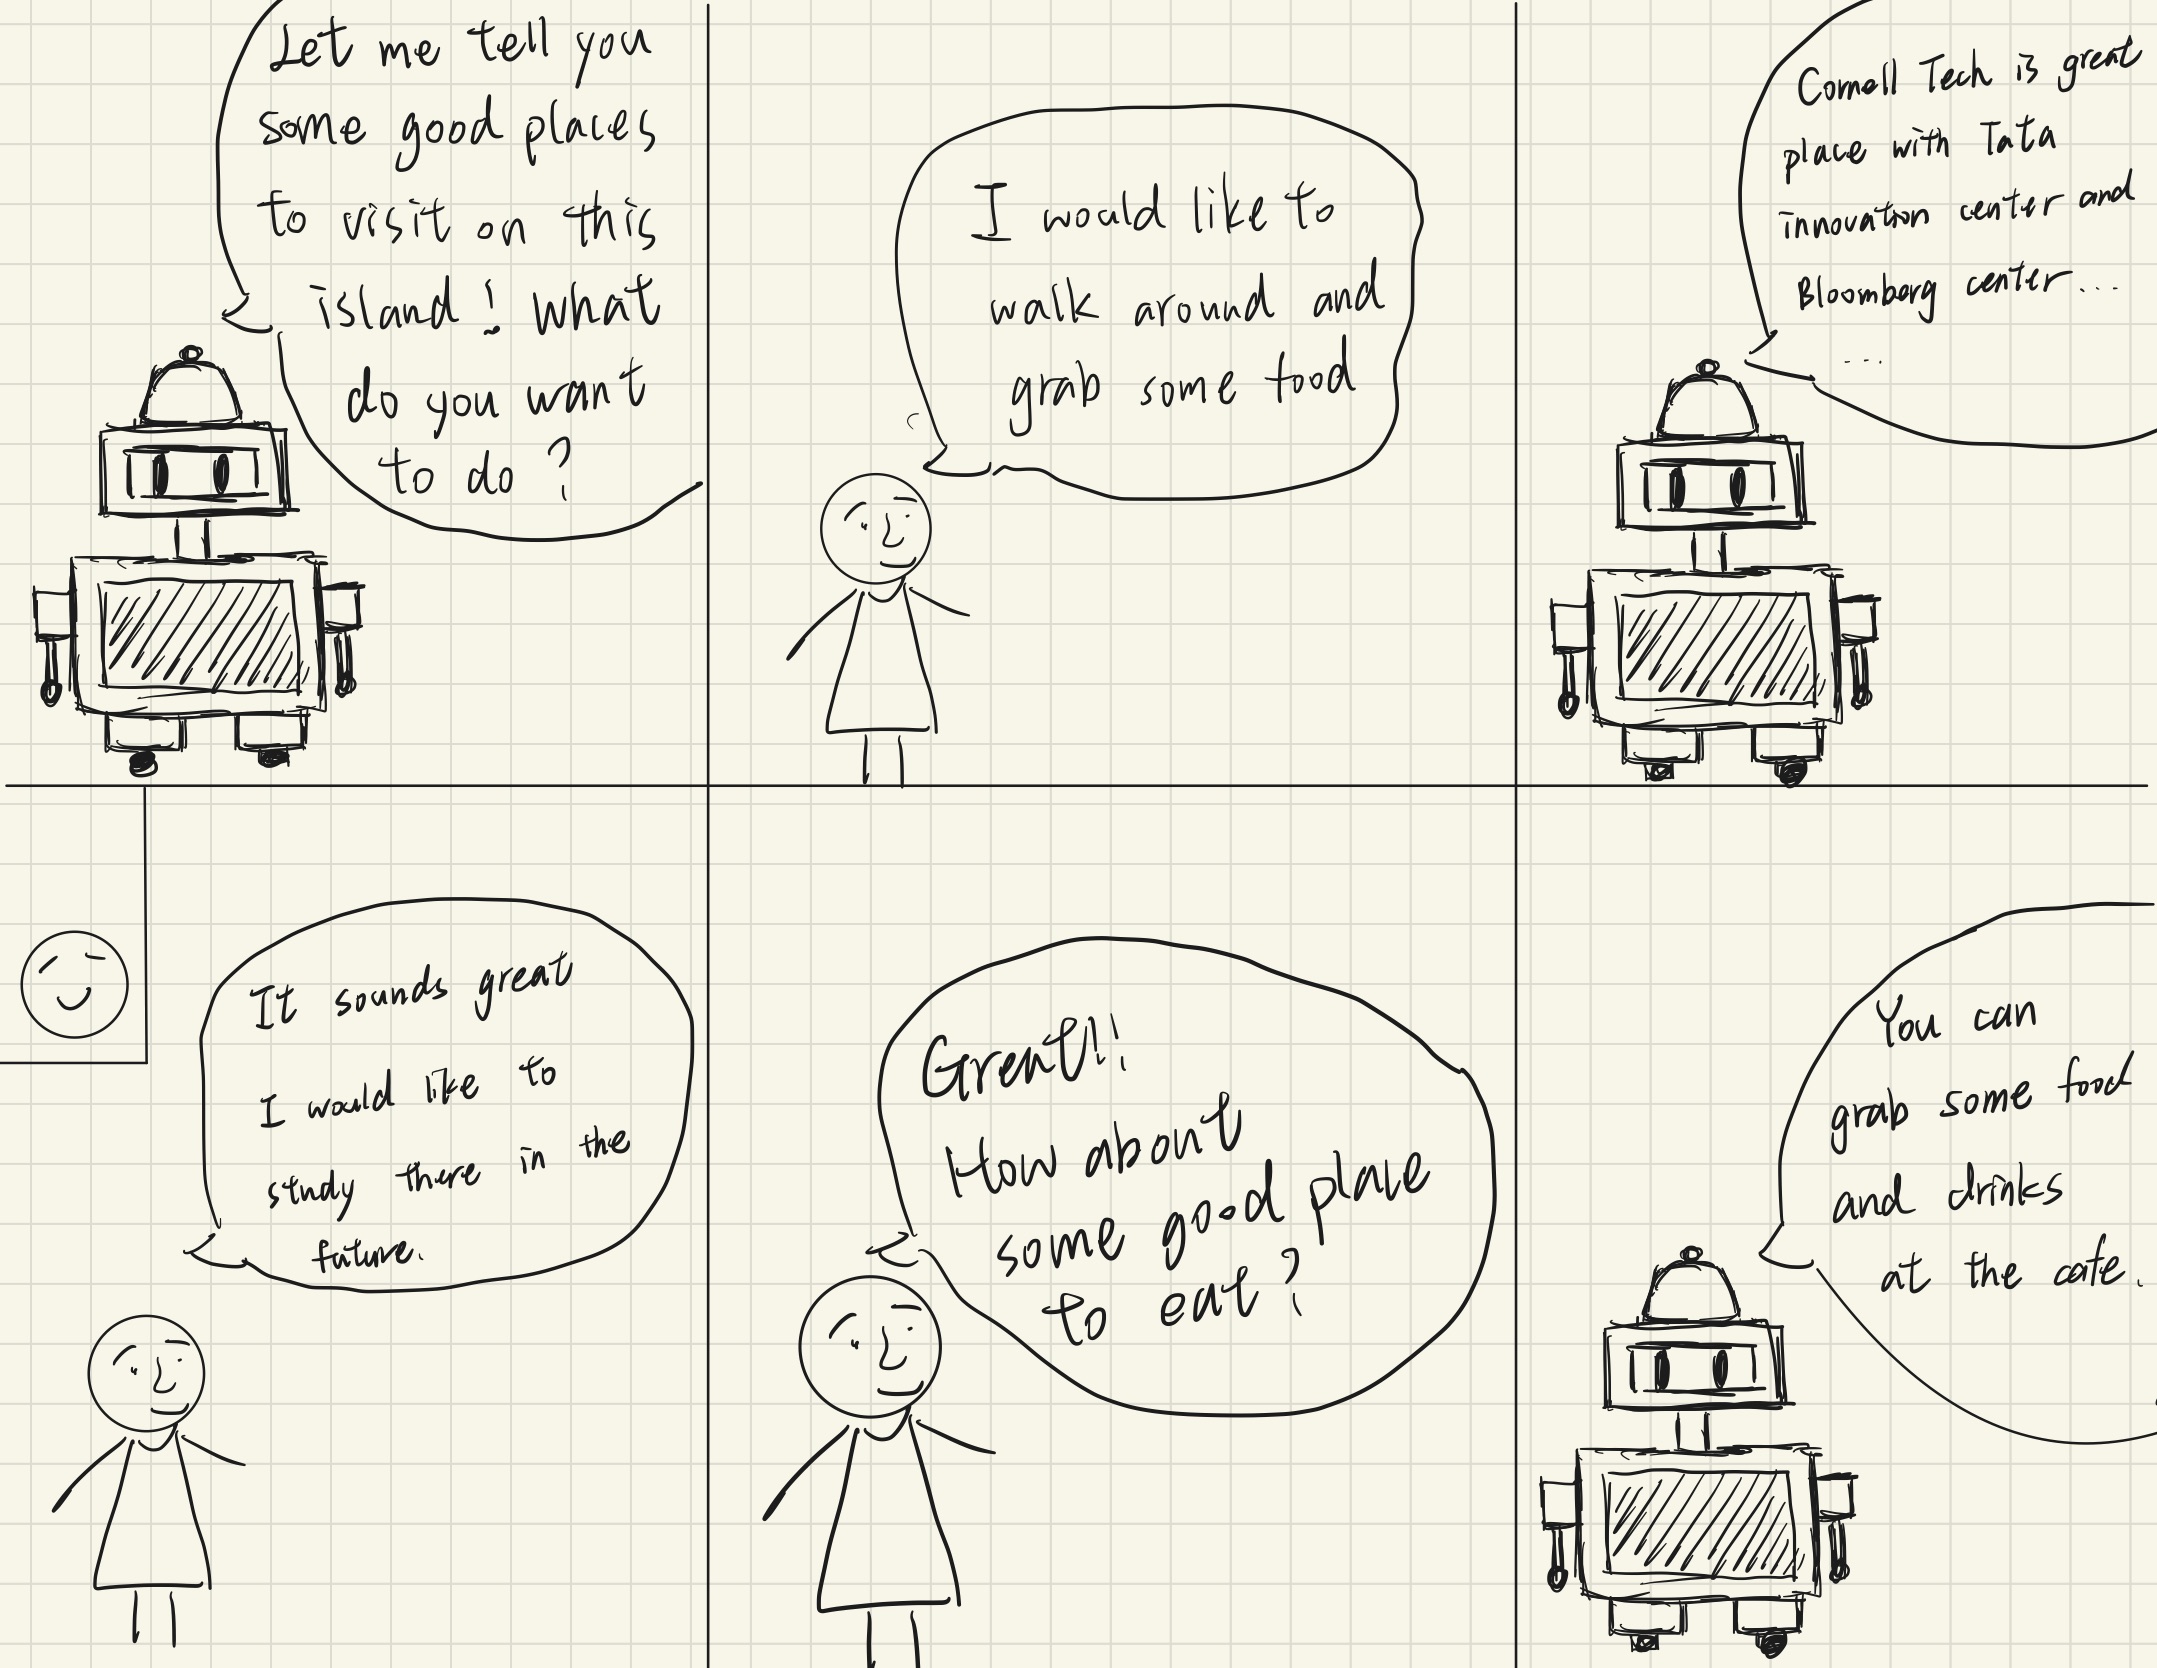 Let me tell you
some good places
to visit on this
island! What
do you want
to do?
I would like to
walk around and
grab some food
Cornell Tech is great
place with Tata
innovation center and
Bloomberg center...
...
It sounds great
I would like to
study there in the
future.
Great!!
How about
some good place
to eat?
You can
grab some food
and drinks
at the cafe.